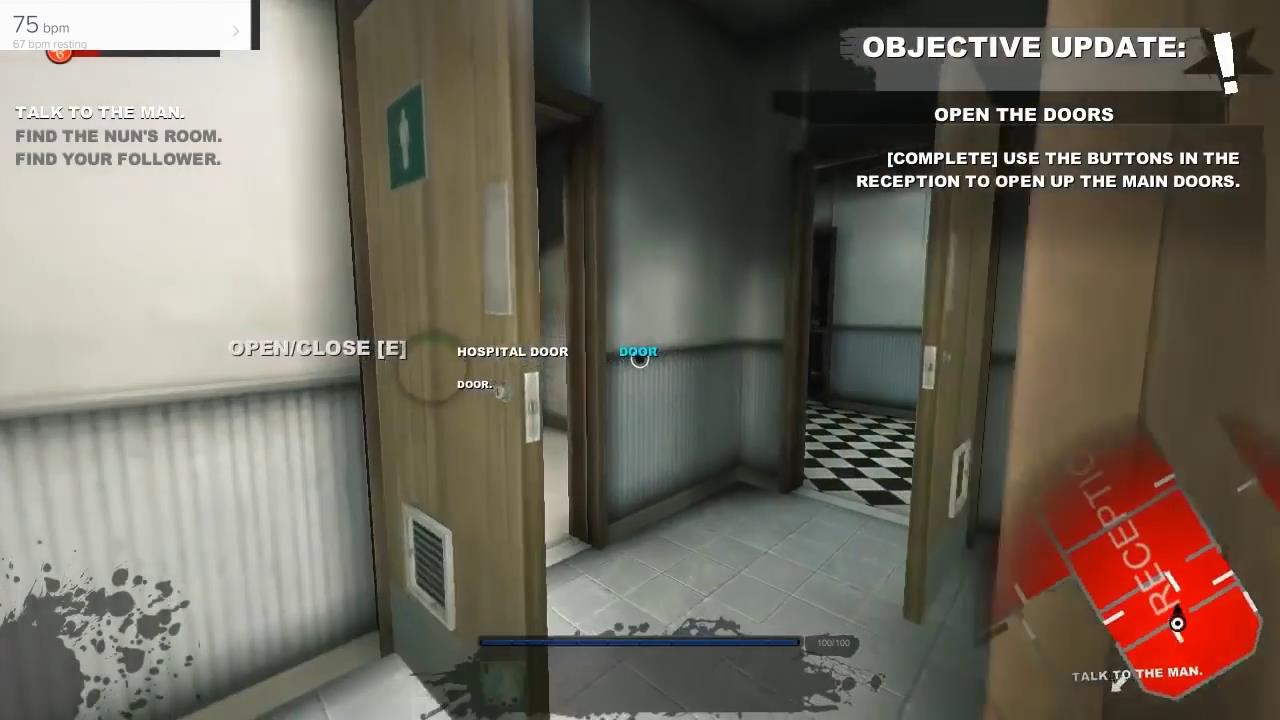 75 bpm
67 bpm resting
TALK TO THE MAN.
FIND THE NUN'S ROOM.
FIND YOUR FOLLOWER.
OBJECTIVE UPDATE:
OPEN THE DOORS
[COMPLETE] USE THE BUTTONS IN THE
RECEPTION TO OPEN UP THE MAIN DOORS.
OPEN/CLOSE [E]
HOSPITAL DOOR
DOOR
DOOR.
RECEPTIO
100/100
TALK TO THE MAN.